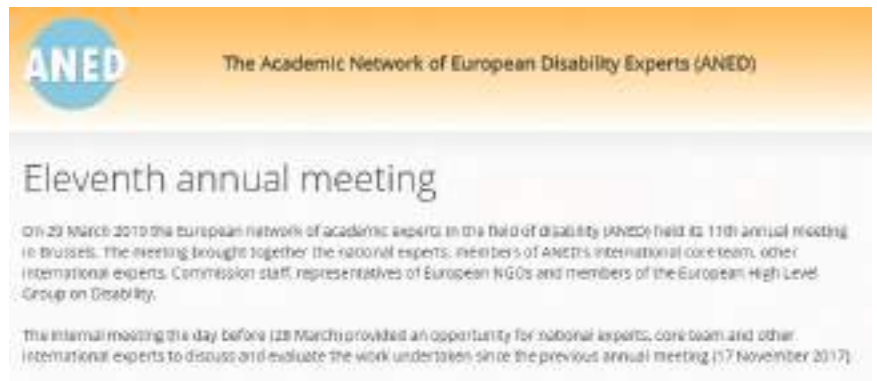 ANED
The Academic Network of European Disability Experts (ANED)
Eleventh annual meeting
On 29 March 2019 the European network of academic experts in the field of disability (ANED) held its 11th annual meeting
in Brussels. The meeting brought together the national experts, members of ANED's international core team, other
international experts, Commission staff, representatives of European NGOs and members of the European High Level
Group on Disability.
The internal meeting the day before (28 March) provided an opportunity for national experts, core team and other
international experts to discuss and evaluate the work undertaken since the previous annual meeting (17 November 2017)